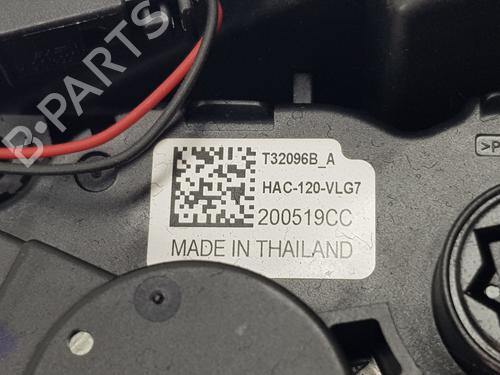 B-PARTS
T32096B_A
HAC-120-VLG7
200519CC
MADE IN THAILAND
>P